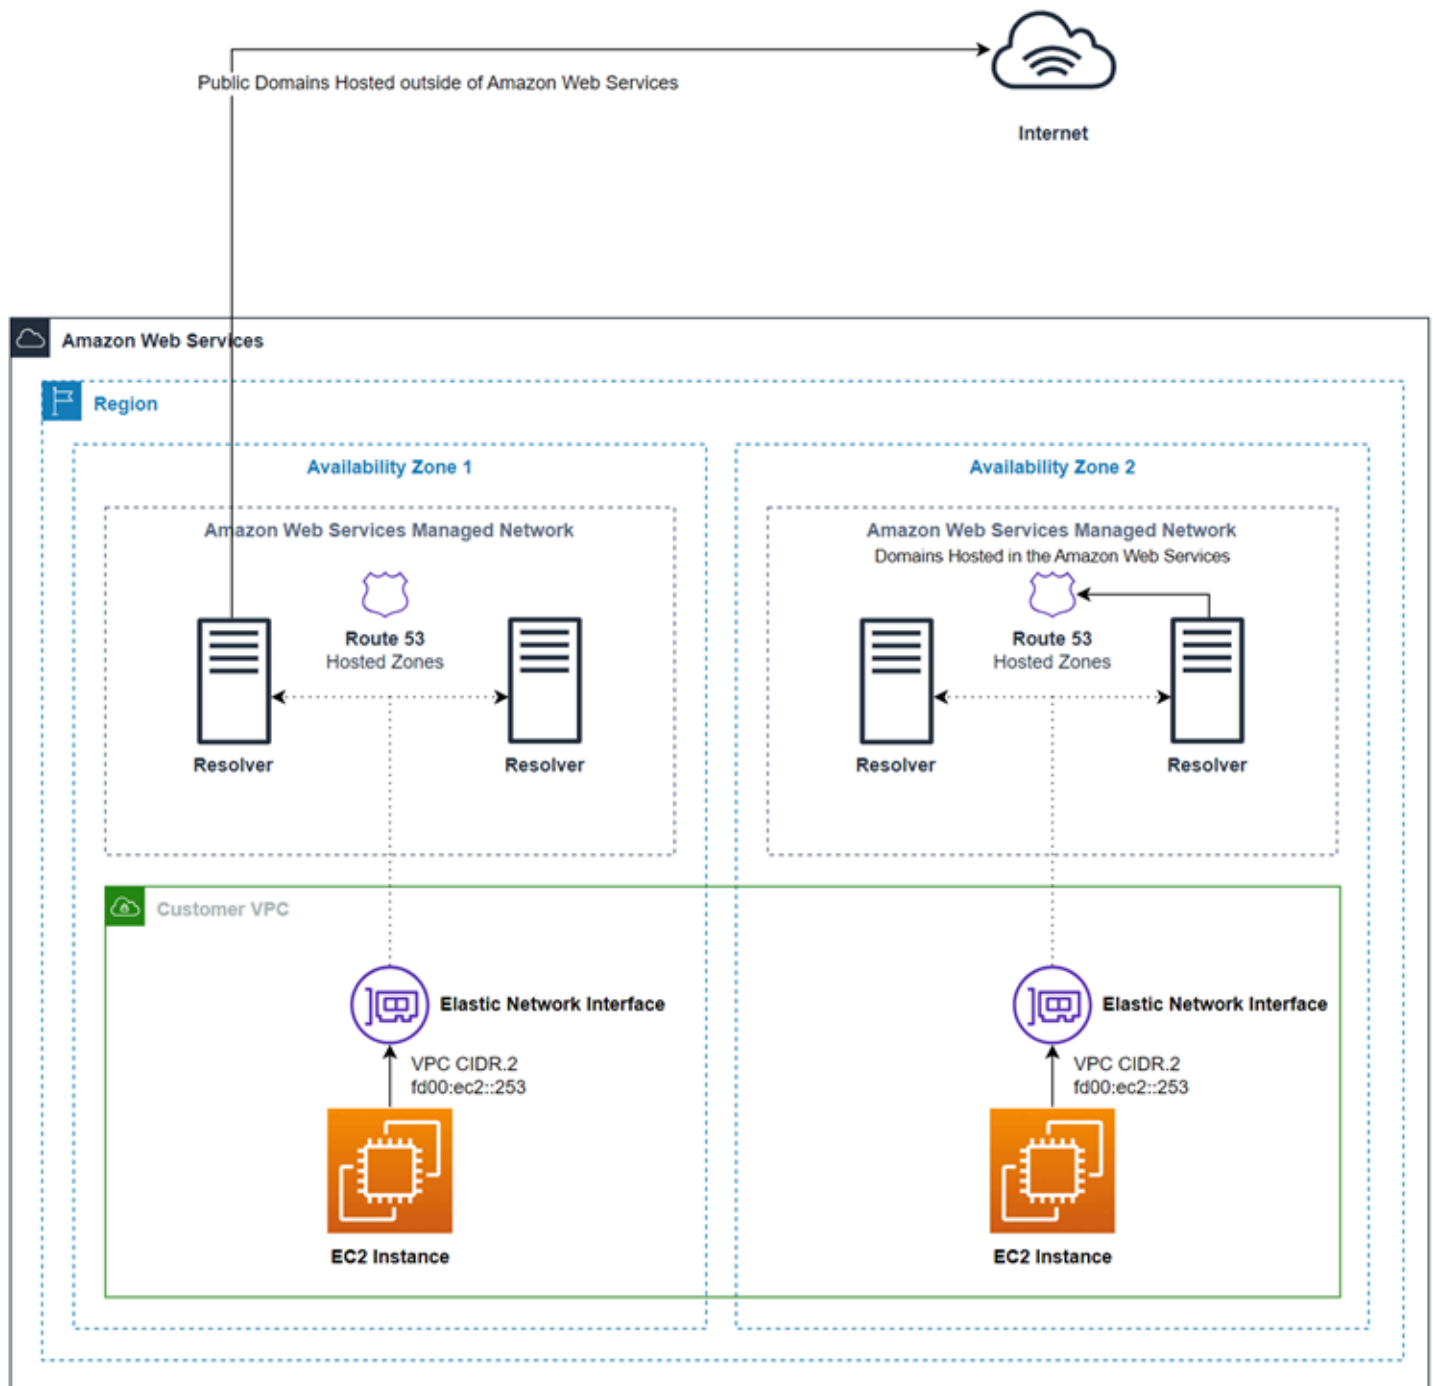 Public Domains Hosted outside of Amazon Web Services
Internet
Amazon Web Services
Region
Availability Zone 1
Amazon Web Services Managed Network
Route 53
Hosted Zones
Resolver
Resolver
Availability Zone 2
Amazon Web Services Managed Network
Domains Hosted in the Amazon Web Services
Route 53
Hosted Zones
Resolver
Resolver
Customer VPC
Elastic Network Interface
VPC CIDR.2
fd00:ec2::253
EC2 Instance
Elastic Network Interface
VPC CIDR.2
fd00:ec2::253
EC2 Instance